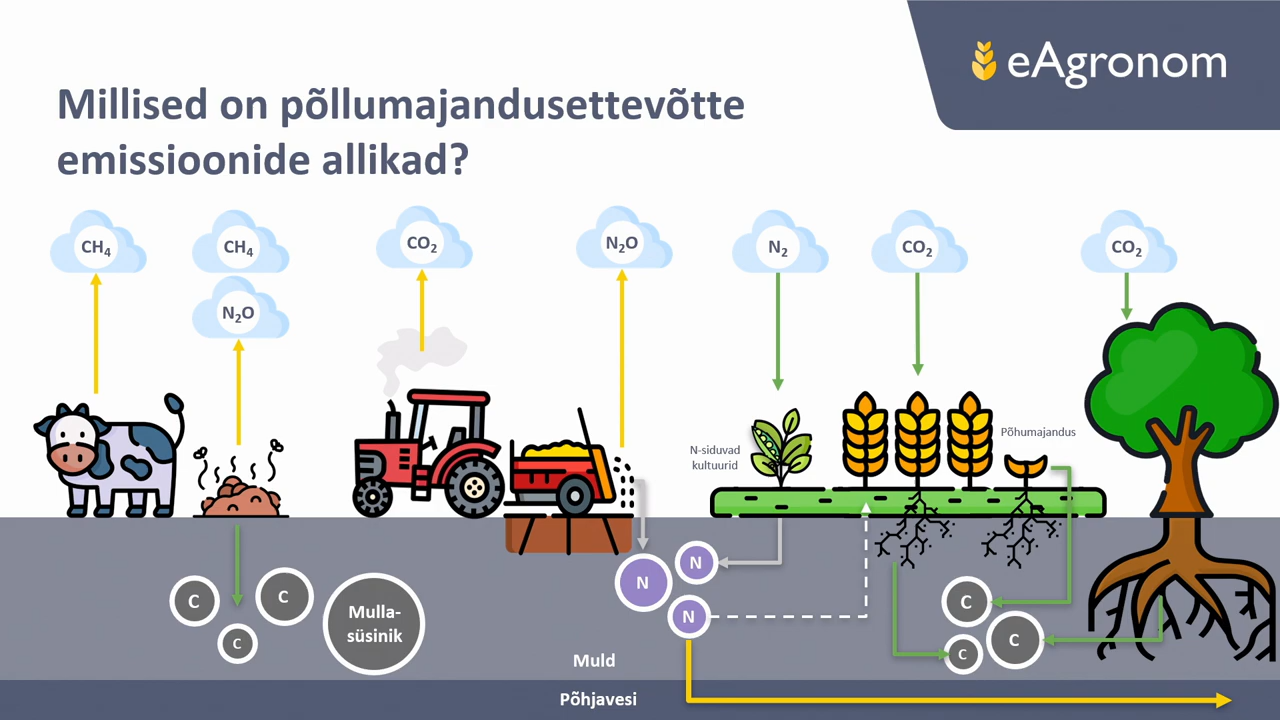 eAgronom
Millised on põllumajandusettevõtte
emissioonide allikad?
CH₄
CH₄
N₂O
CO₂
N₂O
N₂
CO₂
CO₂
N-siduvad
kultuurid
Põhumajandus
N
N
N
C
C
C
Mulla-
süsinik
C
C
C
Muld
Põhjavesi